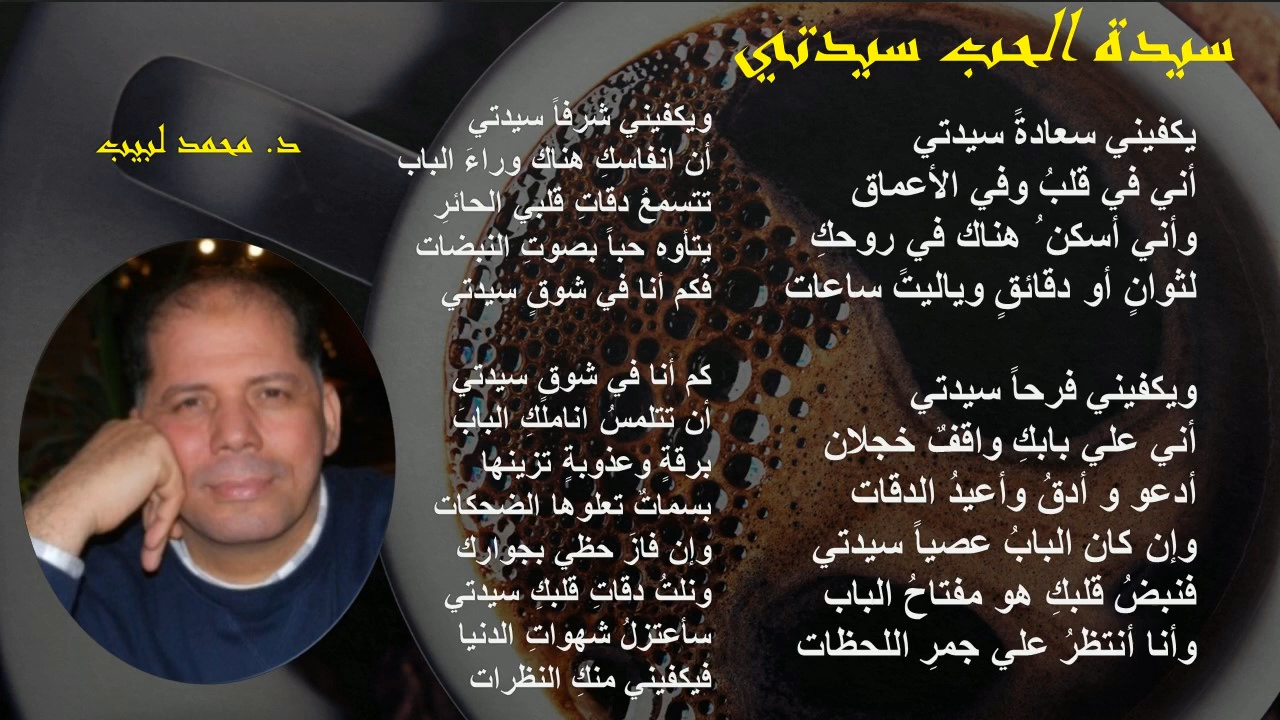 سيدة الحب سيدتي
د. محمد لبيب
يكفيني سعادةً سيدتي
أني في قلبُ وفي الأعماق
وأني أسكن ُ هناك في روحكِ
لثوانٍ أو دقائقٍ وياليتً ساعات
ويكفيني فرحاً سيدتي
أني علي بابكِ واقفٌ خجلان
أدعو و أدقُ وأعيدُ الدقات
وإن كان البابُ عصياً سيدتي
فنبضُ قلبكِ هو مفتاحُ الباب
وأنا أنتظرُ علي جمرِ اللحظات
ويكفيني شرفاً سيدتي
أن انفاسكِ هناك وراءَ الباب
تتسمعُ دقاتِ قلبي الحائرِ
يتأوه حباً بصوت النبضات
فكم أنا في شوقٍ سيدتي
كم أنا في شوقٍ سيدتي
أن تتلمسُ اناملكِ البابَ
برقةٍ وعذوبةٍ تزينها
بسماتٌ تعلوها الضحكات
وإن فازَ حظي بجوارك
ونلتُ دقاتِ قلبكِ سيدتي
سأعتزلُ شهواتِ الدنيا
فيكفيني منكِ النظرات